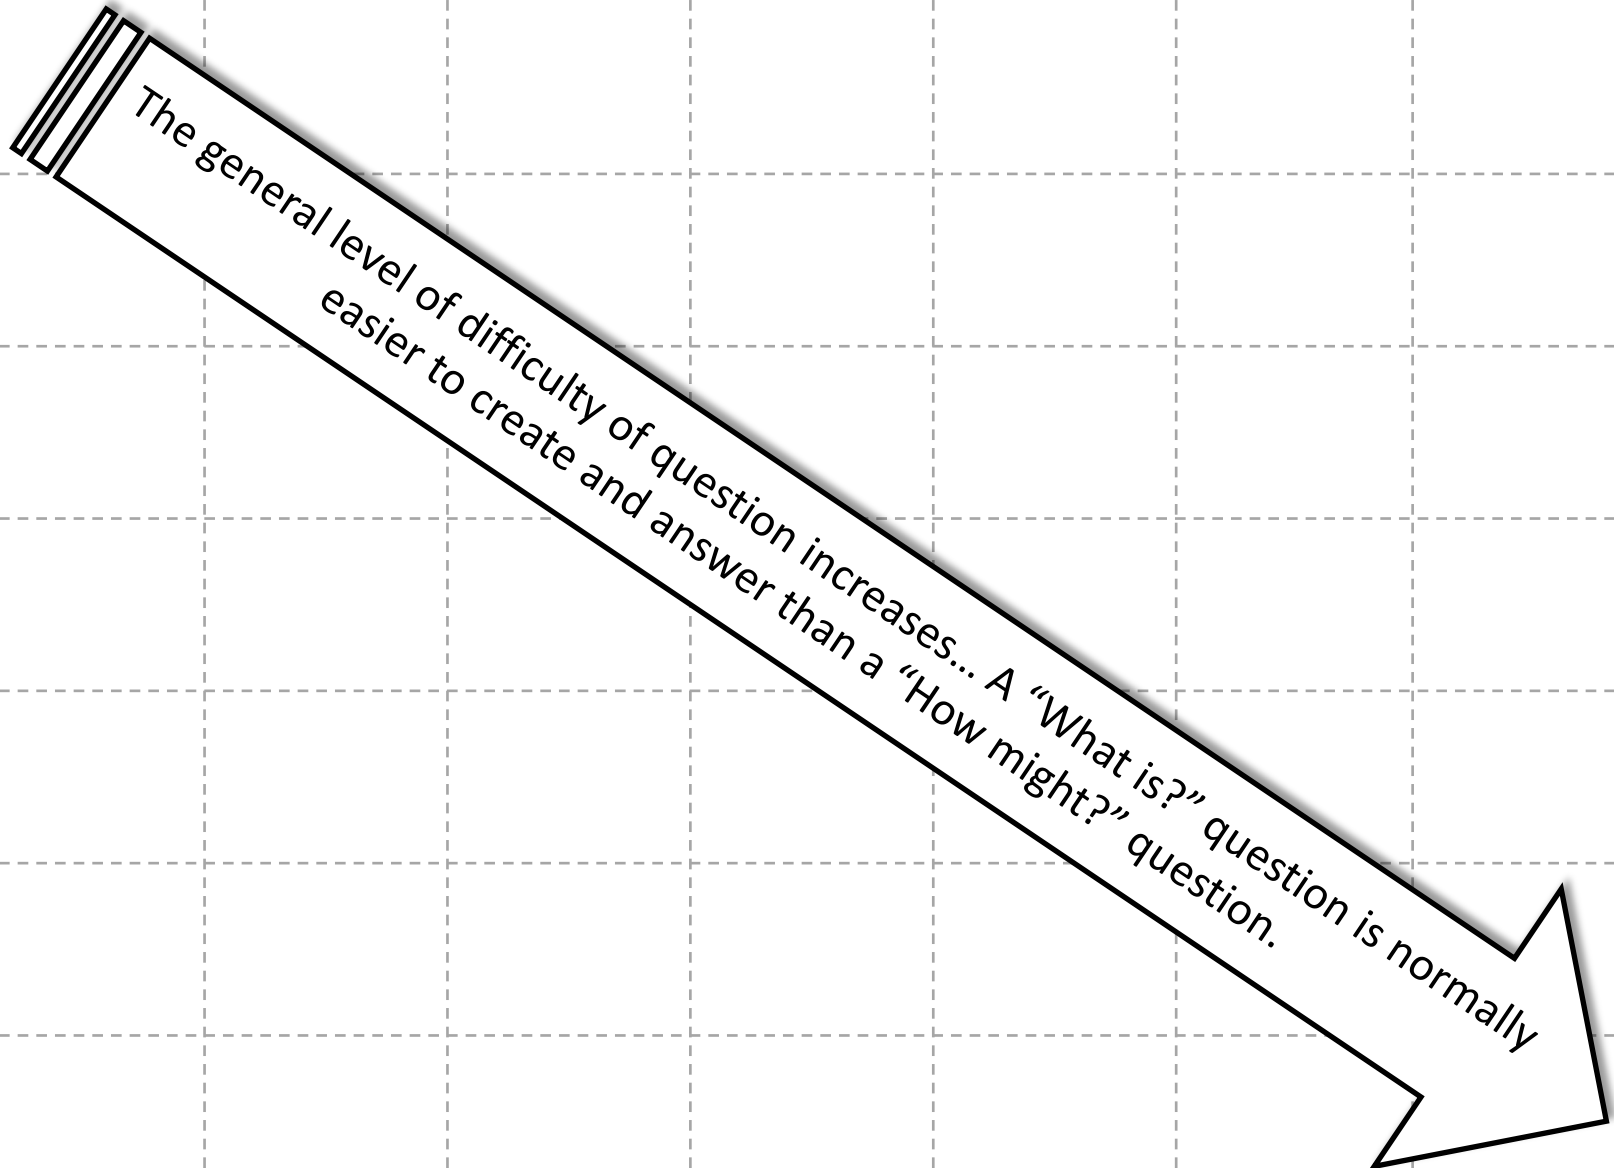 The general level of difficulty of question increases… A “What is?” question is normally
easier to create and answer than a “How might?” question.